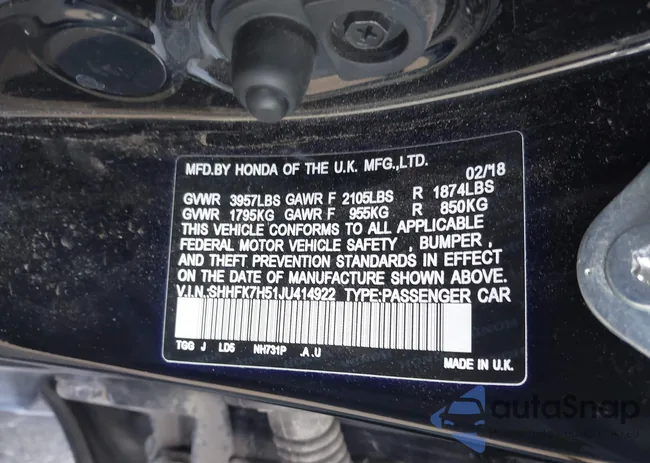 MFD.BY HONDA OF THE U.K. MFG.,LTD. 02/18
GVWR 3957LBS GAWR F 2105LBS R 1874LBS
GVWR 1795KG GAWR F 955KG R 850KG
THIS VEHICLE CONFORMS TO ALL APPLICABLE
FEDERAL MOTOR VEHICLE SAFETY , BUMPER ,
AND THEFT PREVENTION STANDARDS IN EFFECT
ON THE DATE OF MANUFACTURE SHOWN ABOVE.
V.I.N.:SHHFK7H51JU414922 TYPE:PASSENGER CAR
TGG J LD5 NH731P .A .U
MADE IN U.K.
autoSnap